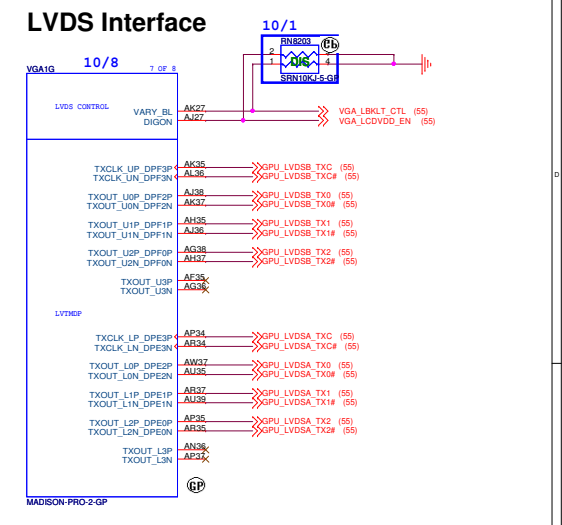 LVDS Interface
10/1
RN8203
2 3
1 4
DIS
SRN10KJ-5-GP
10/8
VGA1G
7 OF 8
LVDS CONTROL
VARY_BL AK27 VGA_LBKLT_CTL (55)
DIGON AJ27 VGA_LCDVDD_EN (55)
TXCLK_UP_DPF3P AK35 GPU_LVDSB_TXC (55)
TXCLK_UN_DPF3N AL36 GPU_LVDSB_TXC# (55)
TXOUT_U0P_DPF2P AJ38 GPU_LVDSB_TX0 (55)
TXOUT_U0N_DPF2N AK37 GPU_LVDSB_TX0# (55)
TXOUT_U1P_DPF1P AH35 GPU_LVDSB_TX1 (55)
TXOUT_U1N_DPF1N AJ36 GPU_LVDSB_TX1# (55)
TXOUT_U2P_DPF0P AG38 GPU_LVDSB_TX2 (55)
TXOUT_U2N_DPF0N AH37 GPU_LVDSB_TX2# (55)
TXOUT_U3P AF35
TXOUT_U3N AG36
LVTMDP
TXCLK_LP_DPE3P AP34 GPU_LVDSA_TXC (55)
TXCLK_LN_DPE3N AR34 GPU_LVDSA_TXC# (55)
TXOUT_L0P_DPE2P AW37 GPU_LVDSA_TX0 (55)
TXOUT_L0N_DPE2N AU35 GPU_LVDSA_TX0# (55)
TXOUT_L1P_DPE1P AR37 GPU_LVDSA_TX1 (55)
TXOUT_L1N_DPE1N AU39 GPU_LVDSA_TX1# (55)
TXOUT_L2P_DPE0P AP35 GPU_LVDSA_TX2 (55)
TXOUT_L2N_DPE0N AR35 GPU_LVDSA_TX2# (55)
TXOUT_L3P AN36
TXOUT_L3N AP37
GP
MADISON-PRO-2-GP
D